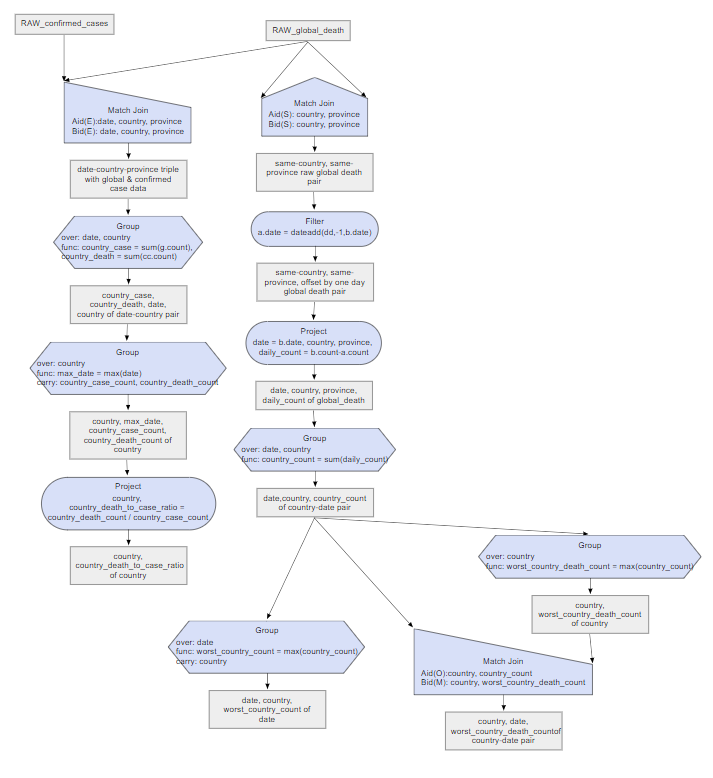 RAW_confirmed_cases
RAW_global_death
Match Join
Aid(E):date, country, province
Bid(E): date, country, province
Match Join
Aid(S): country, province
Bid(S): country, province
date-country-province triple
with global & confirmed
case data
same-country, same-
province raw global death
pair
Group
over: date, country
func: country_case = sum(g.count),
country_death = sum(cc.count)
Filter
a.date = dateadd(dd,-1,b.date)
same-country, same-
province, offset by one day
global death pair
country_case,
country_death, date,
country of date-country pair
Project
date = b.date, country, province,
daily_count = b.count-a.count
Group
over: country
func: max_date = max(date)
carry: country_case_count, country_death_count
date, country, province,
daily_count of global_death
country, max_date,
country_case_count,
country_death_count of
country
Group
over: date, country
func: country_count = sum(daily_count)
Project
country,
country_death_to_case_ratio =
country_death_count / country_case_count
date,country, country_count
of country-date pair
country,
country_death_to_case_ratio
of country
Group
over: country
func: worst_country_death_count = max(country_count)
country,
worst_country_death_count
of country
Group
over: date
func: worst_country_count = max(country_count)
carry: country
Match Join
Aid(O):country, country_count
Bid(M): country, worst_country_death_count
date, country,
worst_country_count of
date
country, date,
worst_country_death_countof
country-date pair